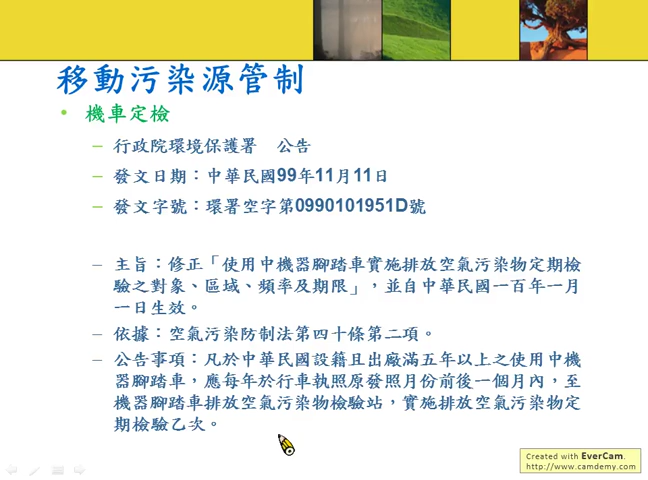 移動污染源管制
• 機車定檢
– 行政院環境保護署　公告
– 發文日期：中華民國99年11月11日
– 發文字號：環署空字第0990101951D號
– 主旨：修正「使用中機器腳踏車實施排放空氣污染物定期檢
驗之對象、區域、頻率及期限」，並自中華民國一百年一月
一日生效。
– 依據：空氣污染防制法第四十條第二項。
– 公告事項：凡於中華民國設籍且出廠滿五年以上之使用中機
器腳踏車，應每年於行車執照原發照月份前後一個月內，至
機器腳踏車排放空氣污染物檢驗站，實施排放空氣污染物定
期檢驗乙次。
Created with EverCam.
http://www.camdemy.com